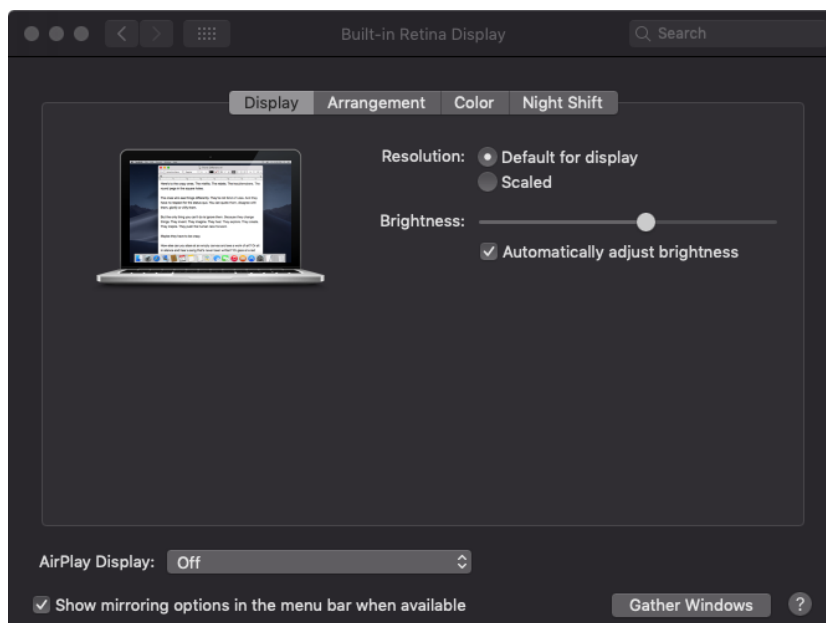 Built-in Retina Display
Search
Display Arrangement Color Night Shift
Resolution: Default for display
Scaled
Brightness:
Automatically adjust brightness
AirPlay Display: Off
Show mirroring options in the menu bar when available
Gather Windows ?